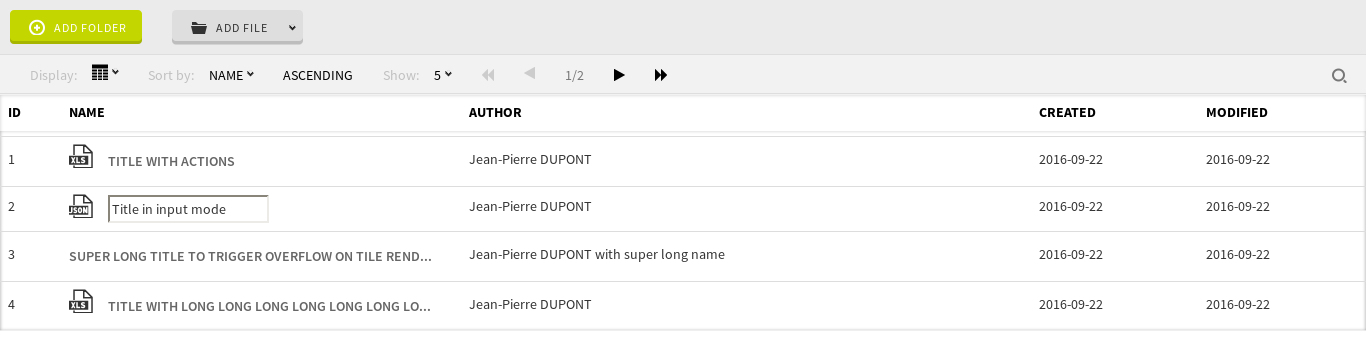 ADD FOLDER ADD FILE
Display: Sort by: NAME ASCENDING Show: 5 1/2
ID NAME AUTHOR CREATED MODIFIED
1 XLS TITLE WITH ACTIONS Jean-Pierre DUPONT 2016-09-22 2016-09-22
2 JSON Title in input mode Jean-Pierre DUPONT 2016-09-22 2016-09-22
3 SUPER LONG TITLE TO TRIGGER OVERFLOW ON TILE REND... Jean-Pierre DUPONT with super long name 2016-09-22 2016-09-22
4 XLS TITLE WITH LONG LONG LONG LONG LONG LONG LO... Jean-Pierre DUPONT 2016-09-22 2016-09-22